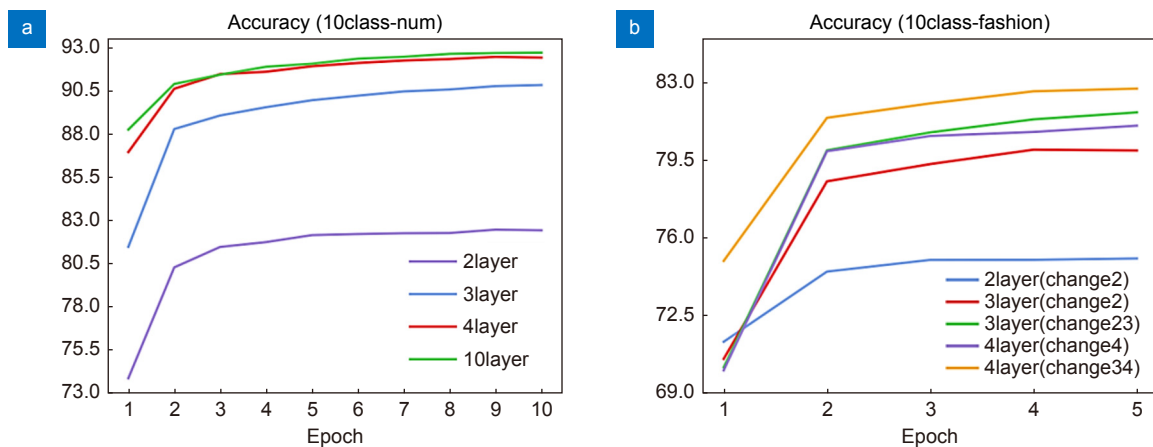 a
Accuracy (10class-num)
93.0
90.5
88.0
85.5
83.0
80.5
78.0
75.5
73.0
1 2 3 4 5 6 7 8 9 10
Epoch
2layer
3layer
4layer
10layer
b
Accuracy (10class-fashion)
83.0
79.5
76.0
72.5
69.0
1 2 3 4 5
Epoch
2layer(change2)
3layer(change2)
3layer(change23)
4layer(change4)
4layer(change34)